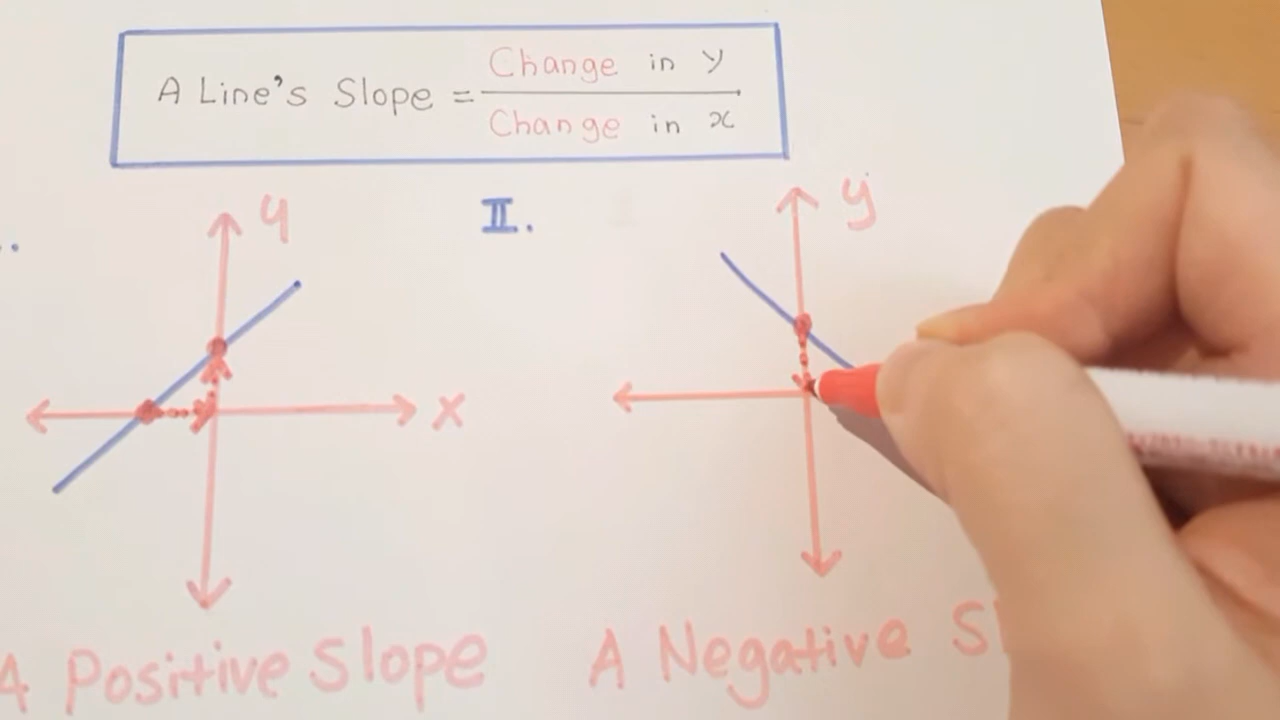 A Line's Slope = Change in y
Change in x
y
II.
y
x
A Positive Slope
A Negative